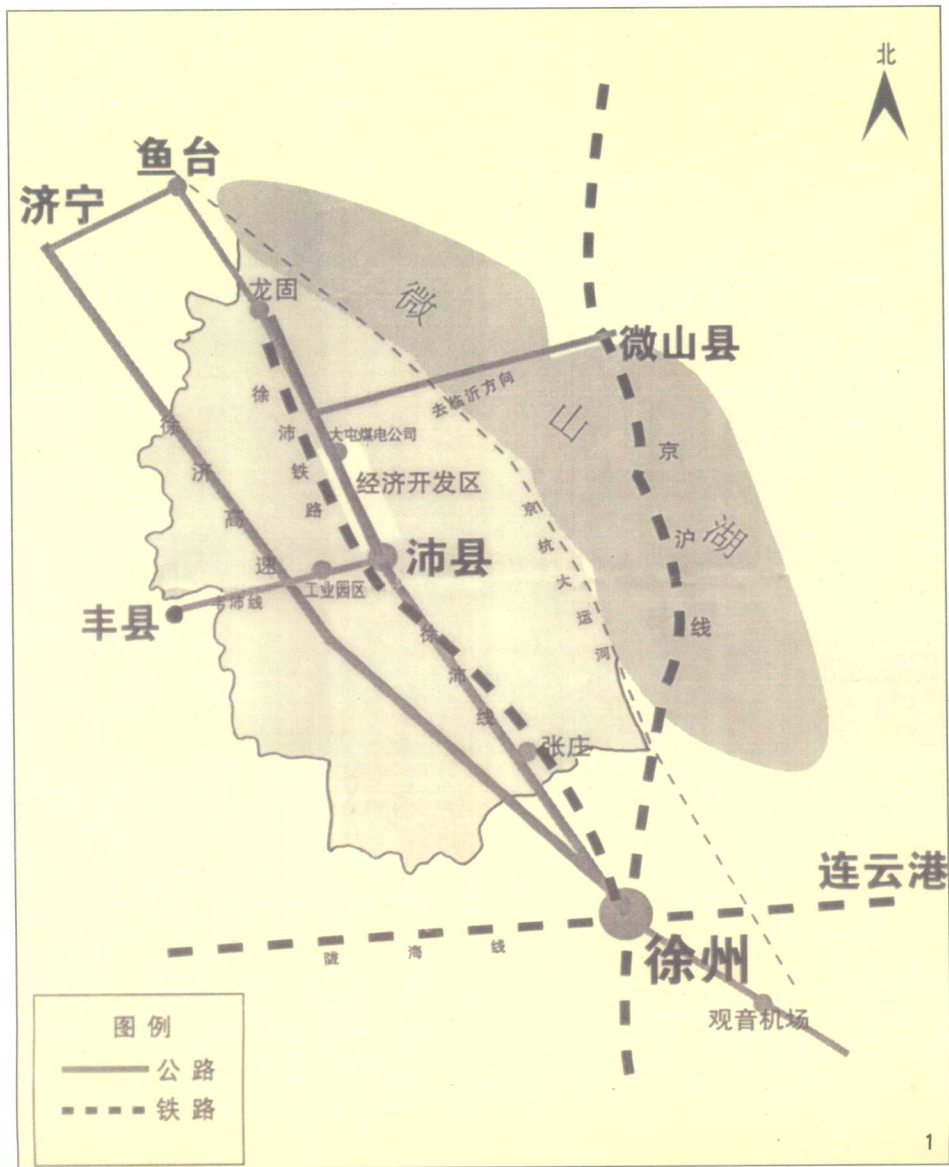 北
鱼台
济宁
龙固
微山湖
微山县
徐沛铁路
去临沂方向
大屯煤电公司
徐济高速
经济开发区
京沪线
京杭大运河
沛县
工业园区
沛线
丰县
徐沛线
张庄
连云港
徐州
陇海线
观音机场
图例
公路
铁路
1